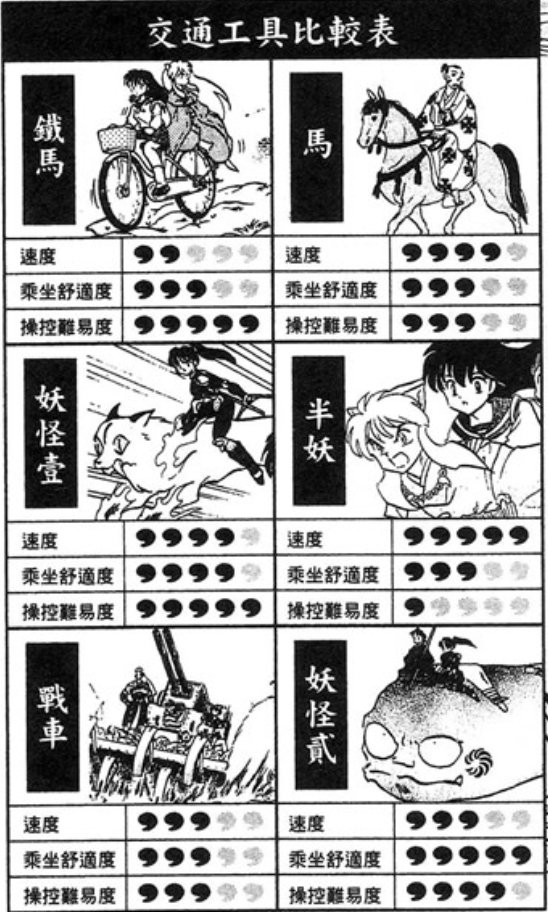 交通工具比較表
鐵馬
速度
乘坐舒適度
操控難易度
馬
速度
乘坐舒適度
操控難易度
妖怪壹
速度
乘坐舒適度
操控難易度
半妖
速度
乘坐舒適度
操控難易度
戰車
速度
乘坐舒適度
操控難易度
妖怪貳
速度
乘坐舒適度
操控難易度